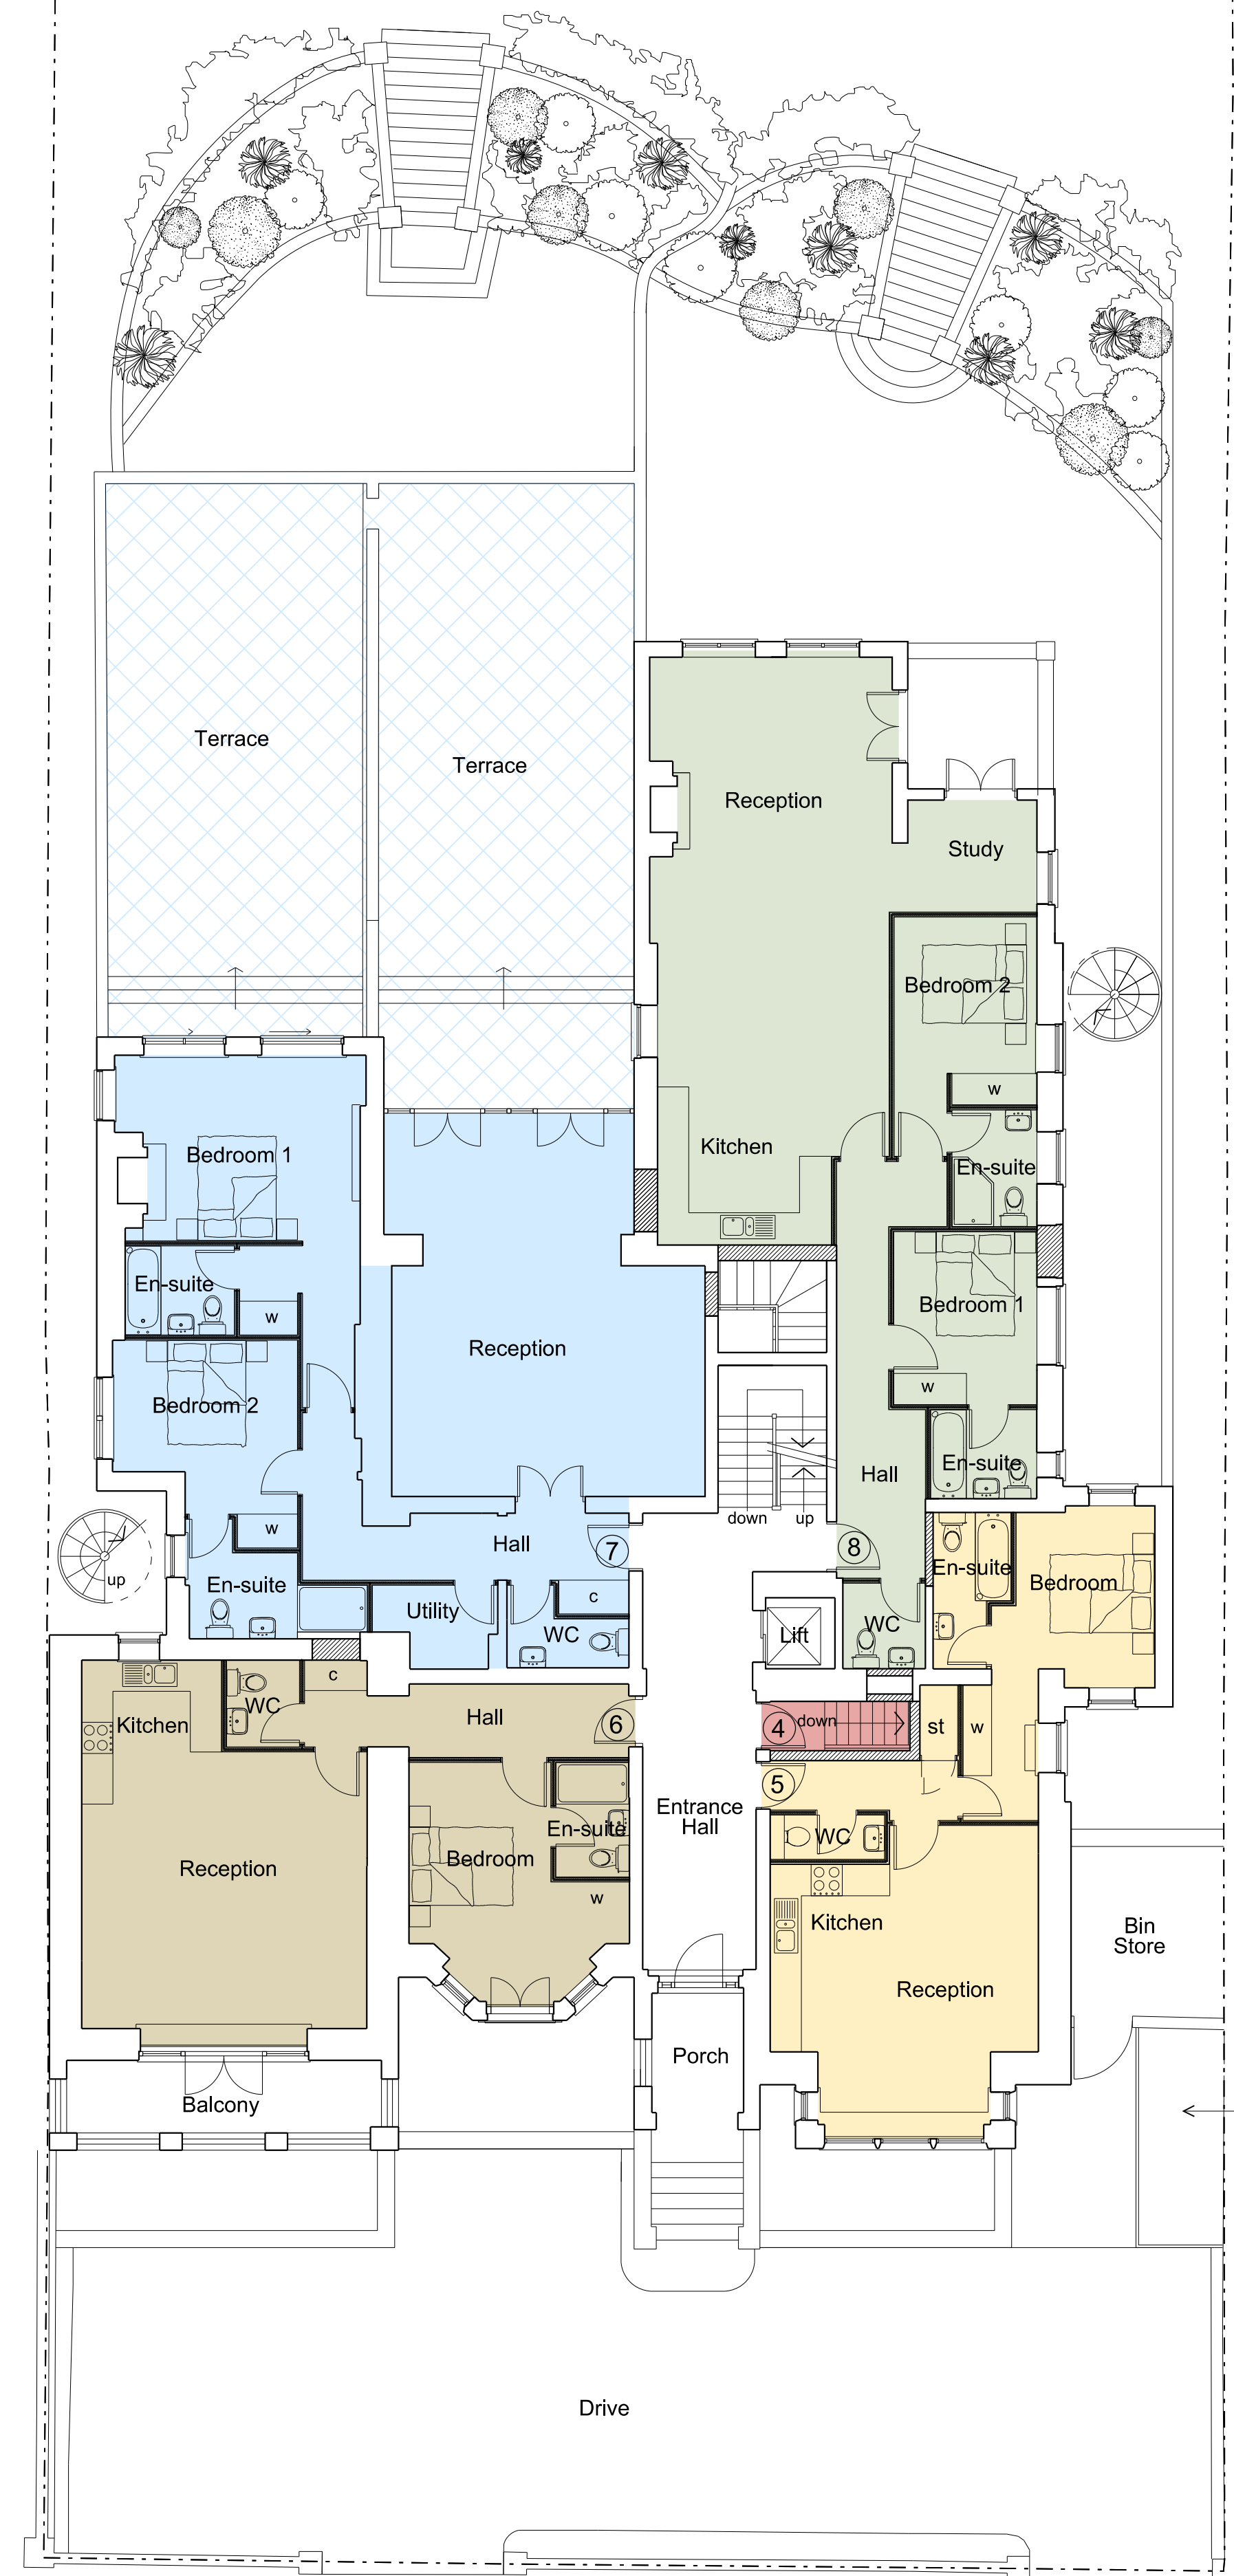 Terrace
Terrace
Reception
Study
Bedroom 2
w
Kitchen
En-suite
Bedroom 1
En-suite
w
Bedroom 1
w
Reception
Bedroom 2
En-suite
Hall
w
down
up
Hall
7
8
up
En-suite
c
Utility
WC
En-suite
Bedroom
WC
Lift
c
WC
Kitchen
Hall
6
4
down
st
w
5
Entrance
Hall
WC
En-suite
Bedroom
Reception
w
Kitchen
Bin
Store
Reception
Porch
Balcony
Drive